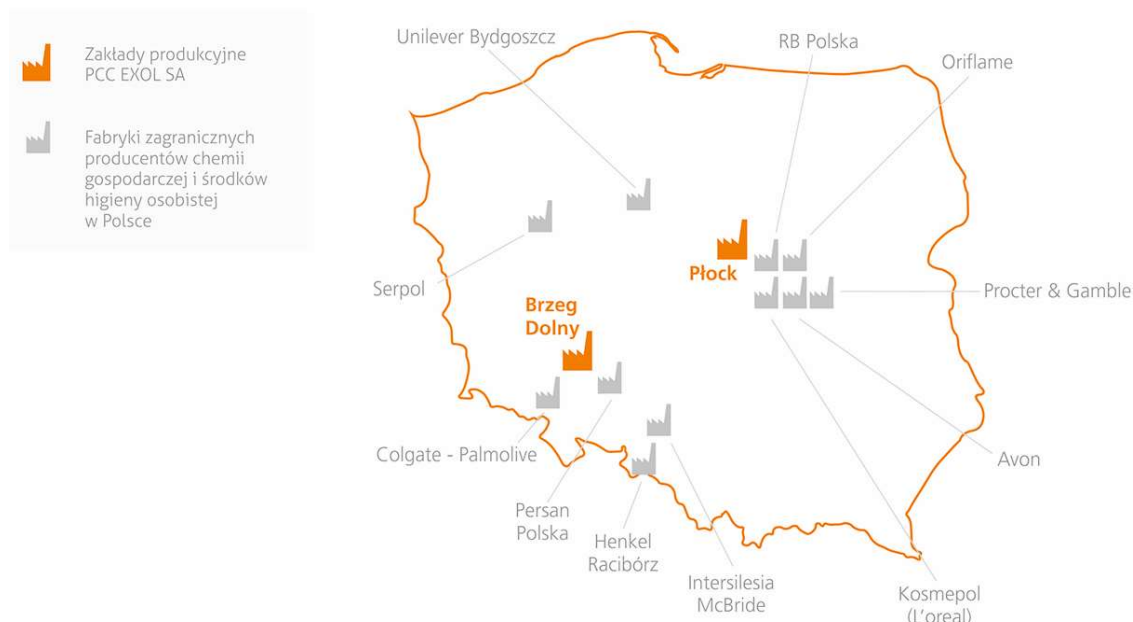 Zakłady produkcyjne
PCC EXOL SA
Fabryki zagranicznych
producentów chemii
gospodarczej i środków
higieny osobistej
w Polsce
Unilever Bydgoszcz
RB Polska
Oriflame
Serpol
Płock
Procter & Gamble
Brzeg
Dolny
Colgate - Palmolive
Avon
Persan
Polska
Henkel
Racibórz
Intersilesia
McBride
Kosmepol
(L'oreal)